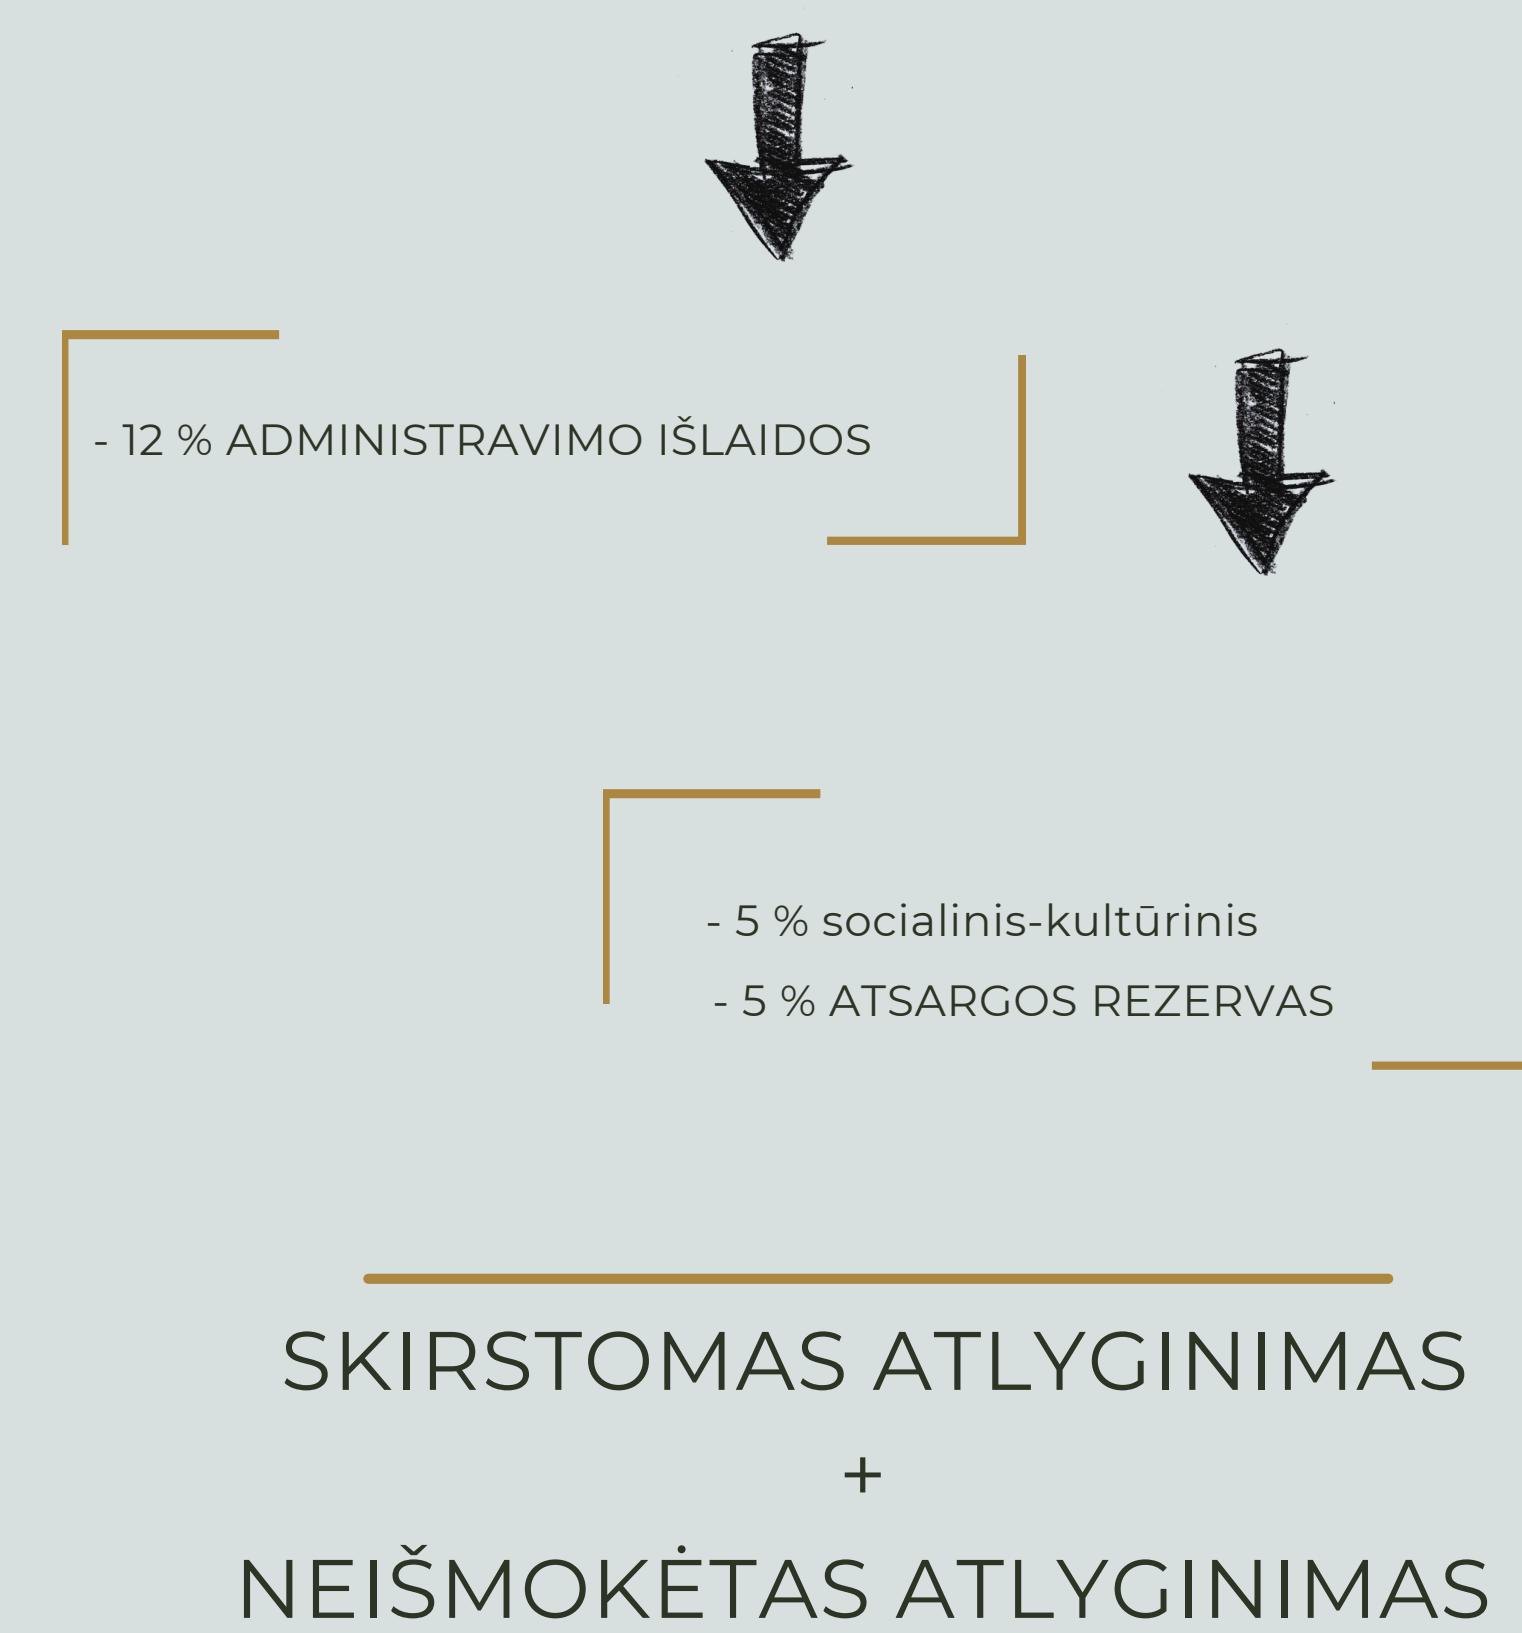 - 12 % ADMINISTRAVIMO IŠLAIDOS
- 5 % socialinis-kultūrinis
- 5 % ATSARGOS REZERVAS
SKIRSTOMAS ATLYGINIMAS
+
NEIŠMOKĖTAS ATLYGINIMAS